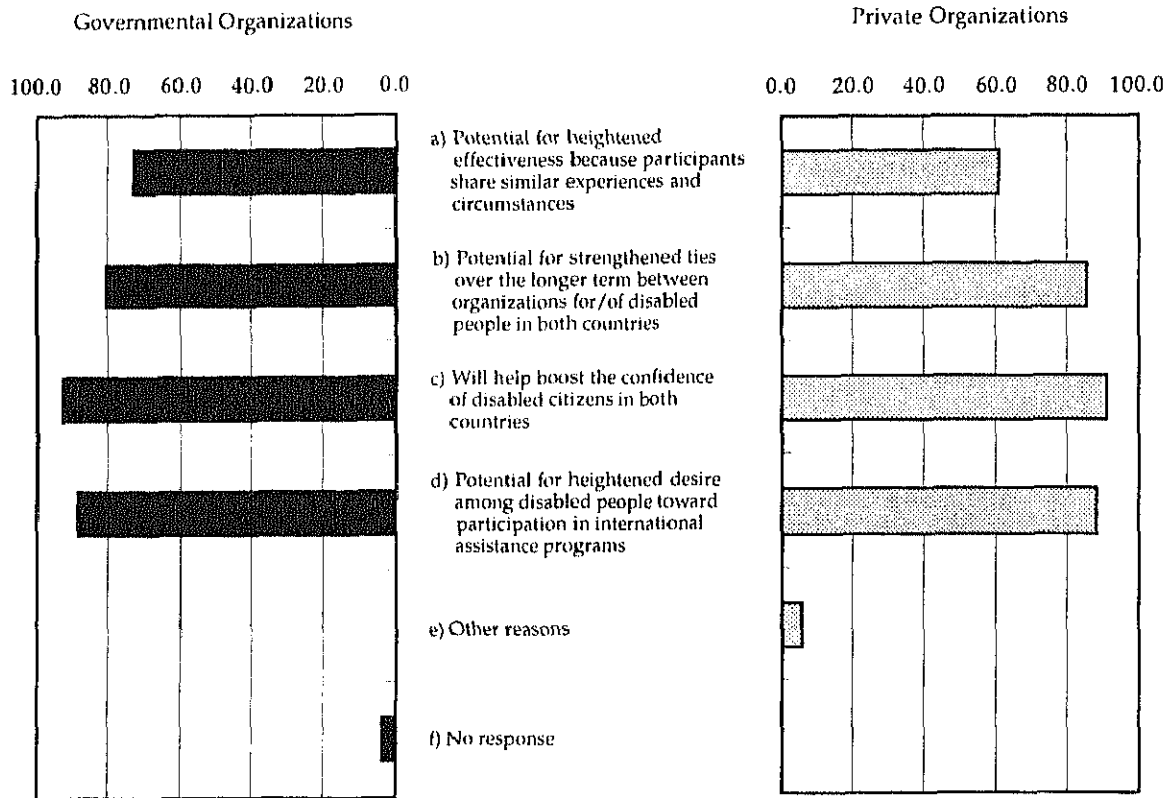 Governmental Organizations
Private Organizations
100.0 80.0 60.0 40.0 20.0 0.0
0.0 20.0 40.0 60.0 80.0 100.0
a) Potential for heightened
effectiveness because participants
share similar experiences and
circumstances
b) Potential for strengthened ties
over the longer term between
organizations for/of disabled
people in both countries
c) Will help boost the confidence
of disabled citizens in both
countries
d) Potential for heightened desire
among disabled people toward
participation in international
assistance programs
e) Other reasons
f) No response